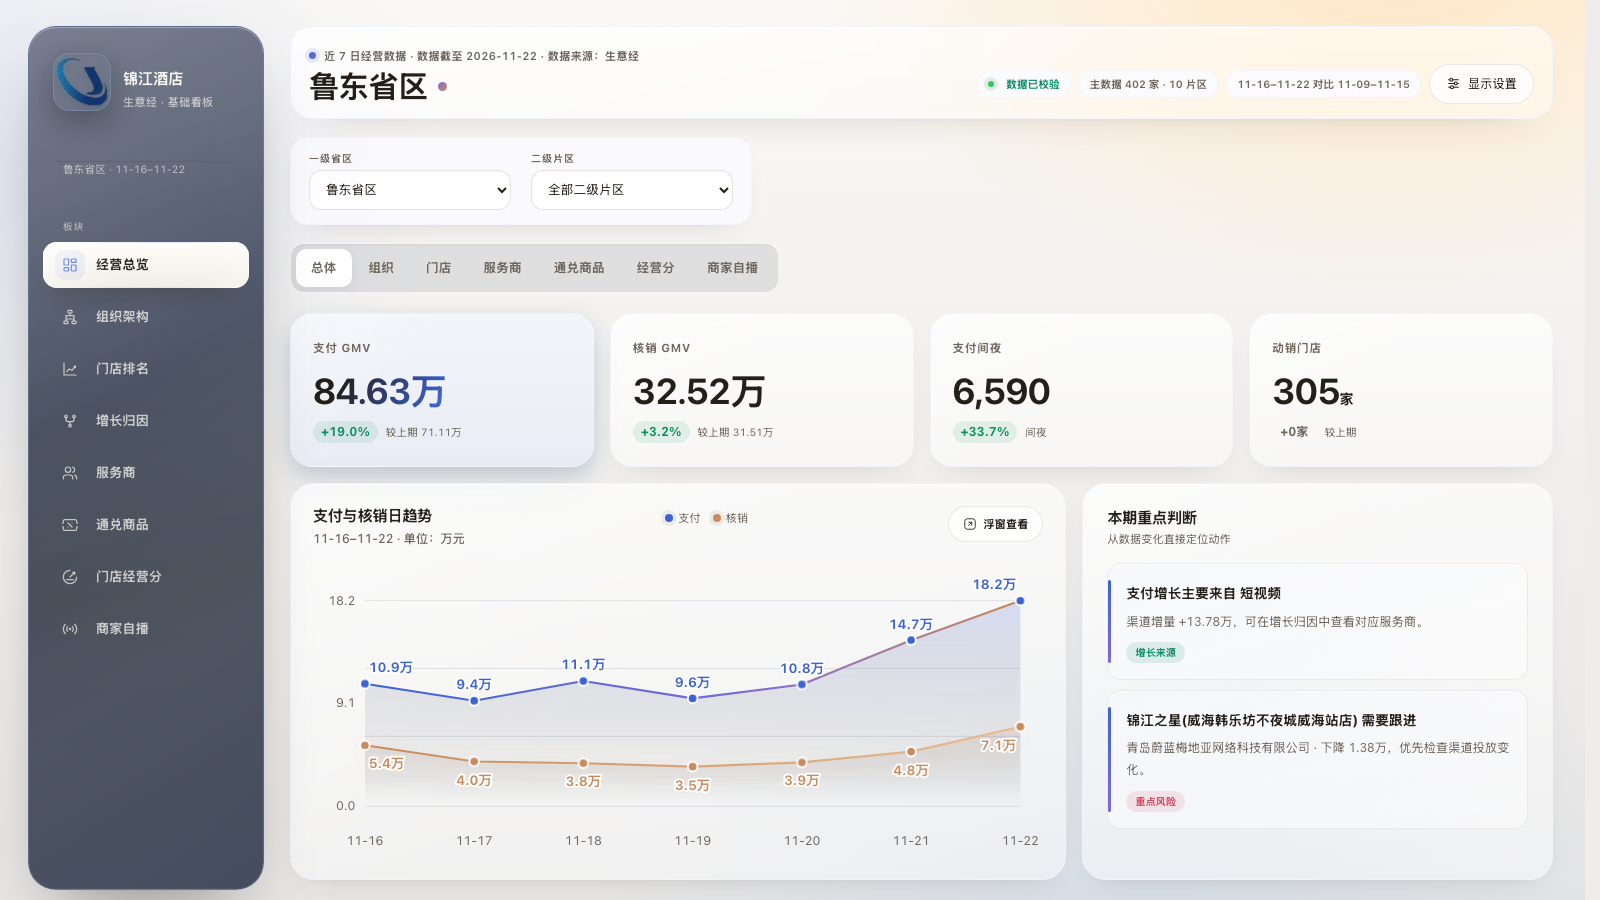 锦江酒店
生意经 · 基础看板
鲁东省区 · 11-16–11-22
板块
经营总览
组织架构
门店排名
增长归因
服务商
通兑商品
门店经营分
商家自播
近 7 日经营数据 · 数据截至 2026-11-22 · 数据来源：生意经
鲁东省区
数据已校验
主数据 402 家 · 10 片区
11-16–11-22 对比 11-09–11-15
显示设置
一级省区
二级片区
鲁东省区
全部二级片区
总体 组织 门店 服务商 通兑商品 经营分 商家自播
支付 GMV
84.63万
+19.0% 较上期 71.11万
核销 GMV
32.52万
+3.2% 较上期 31.51万
支付间夜
6,590
+33.7% 间夜
动销门店
305家
+0家 较上期
支付与核销日趋势
11-16–11-22 · 单位：万元
支付 核销
浮窗查看
18.2
9.1
0.0
10.9万 9.4万 11.1万 9.6万 10.8万 14.7万 18.2万
5.4万 4.0万 3.8万 3.5万 3.9万 4.8万 7.1万
11-16 11-17 11-18 11-19 11-20 11-21 11-22
本期重点判断
从数据变化直接定位动作
支付增长主要来自 短视频
渠道增量 +13.78万，可在增长归因中查看对应服务商。
增长来源
锦江之星(威海韩乐坊不夜城威海站店) 需要跟进
青岛蔚蓝梅地亚网络科技有限公司 · 下降 1.38万，优先检查渠道投放变
化。
重点风险